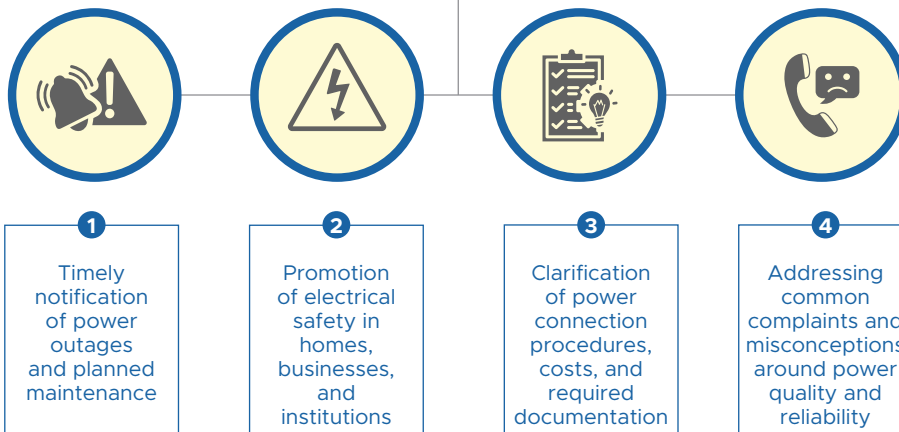 1
Timely
notification
of power
outages
and planned
maintenance
2
Promotion
of electrical
safety in
homes,
businesses,
and
institutions
3
Clarification
of power
connection
procedures,
costs, and
required
documentation
4
Addressing
common
complaints and
misconceptions
around power
quality and
reliability